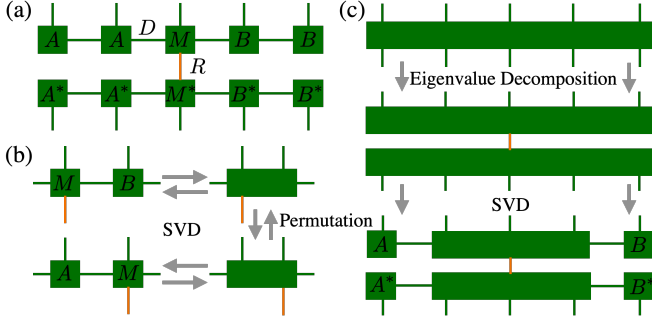 (a)
A A D M B B
R
A* A* M* B* B*
(b)
M B
SVD
Permutation
A M
(c)
Eigenvalue Decomposition
SVD
A B
A* B*